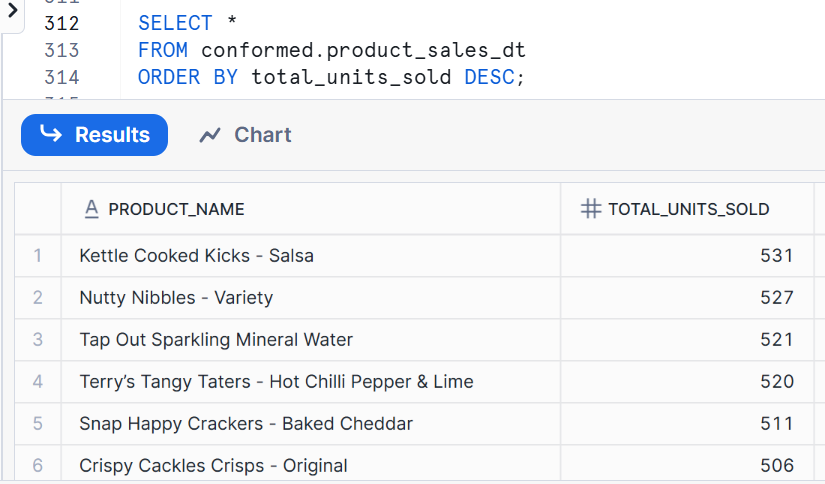 312 SELECT *
313 FROM conformed.product_sales_dt
314 ORDER BY total_units_sold DESC;
Results Chart
PRODUCT_NAME TOTAL_UNITS_SOLD
1 Kettle Cooked Kicks - Salsa 531
2 Nutty Nibbles - Variety 527
3 Tap Out Sparkling Mineral Water 521
4 Terry’s Tangy Taters - Hot Chilli Pepper & Lime 520
5 Snap Happy Crackers - Baked Cheddar 511
6 Crispy Cackles Crisps - Original 506